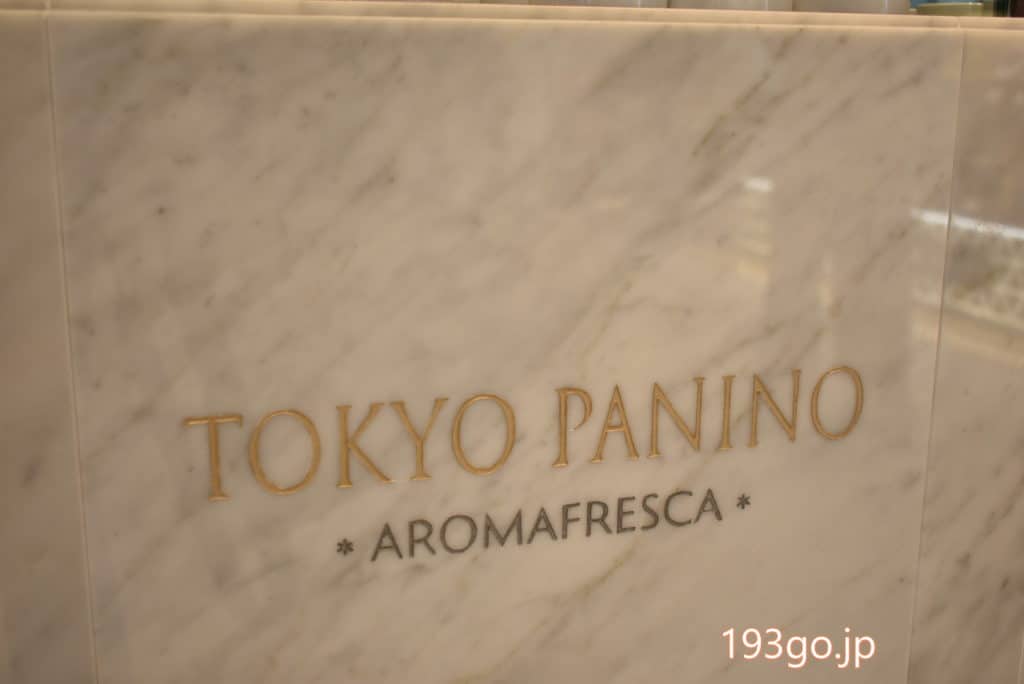 TOKYO PANINO
* AROMAFRESCA *
193go.jp